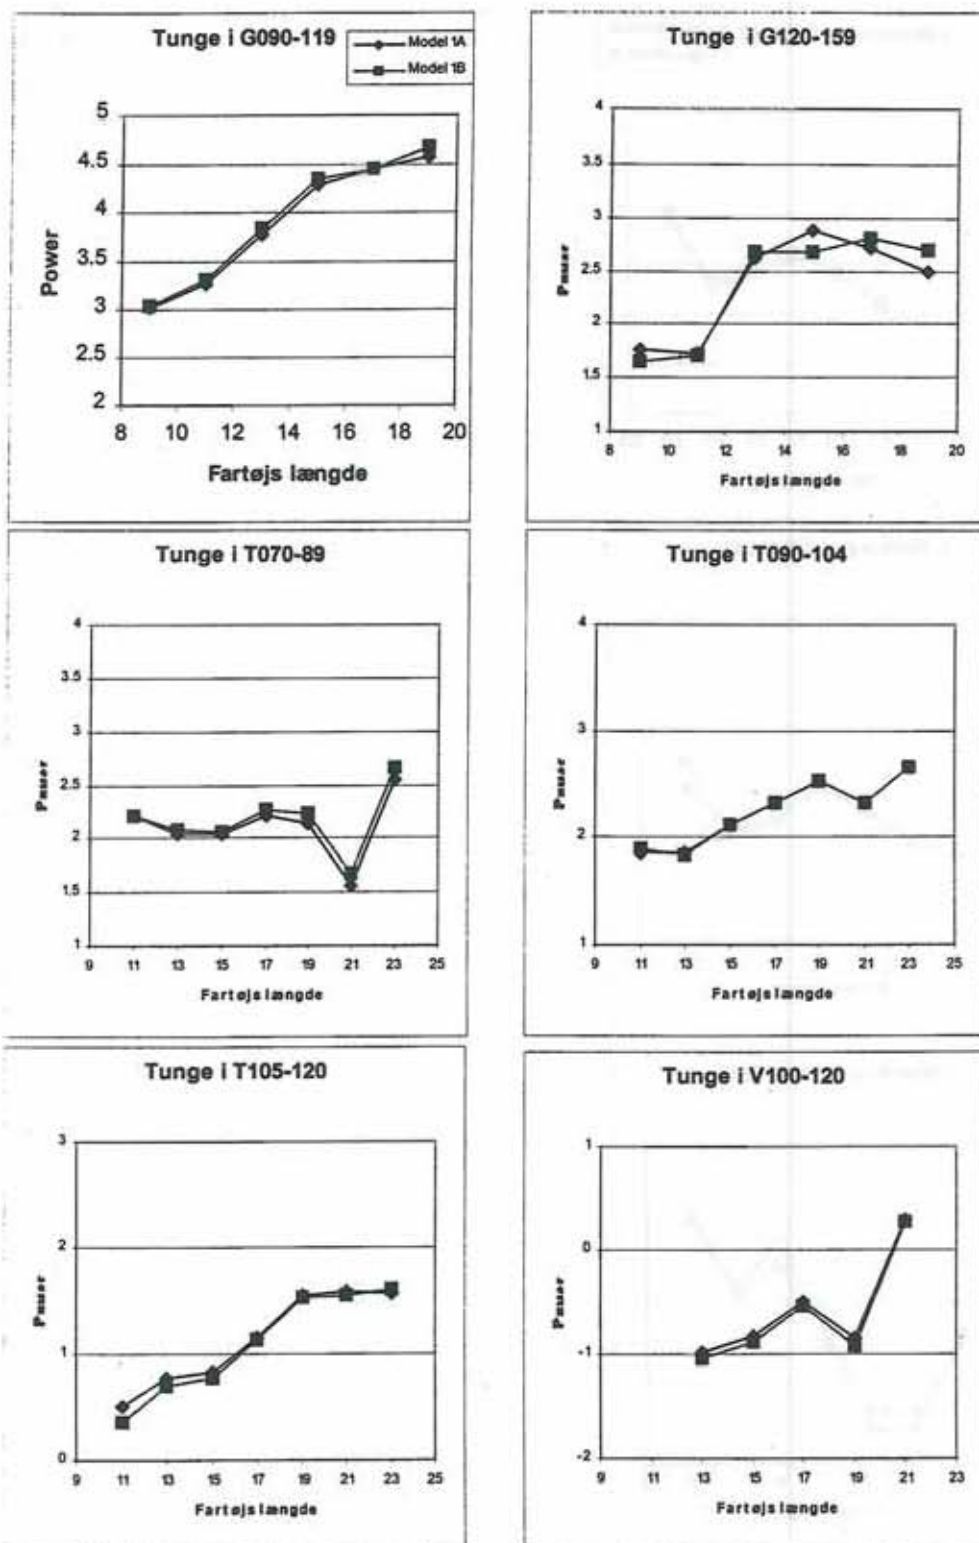 Tunge i G090-119
Model 1A
Model 1B
5
4.5
4
3.5
3
2.5
2
Power
8 10 12 14 16 18 20
Fartøjs længde
Tunge i G120-159
4
3.5
3
2.5
2
1.5
1
8 10 12 14 16 18 20
Fartøjs længde
Tunge i T070-89
4
3.5
3
2.5
2
1.5
1
9 11 13 15 17 19 21 23 25
Fartøjs længde
Tunge i T090-104
4
3
2
1
9 11 13 15 17 19 21 23 25
Fartøjs længde
Tunge i T105-120
3
2
1
0
9 11 13 15 17 19 21 23 25
Fartøjs længde
Tunge i V100-120
1
0
-1
-2
9 11 13 15 17 19 21 23
Fartøjs længde